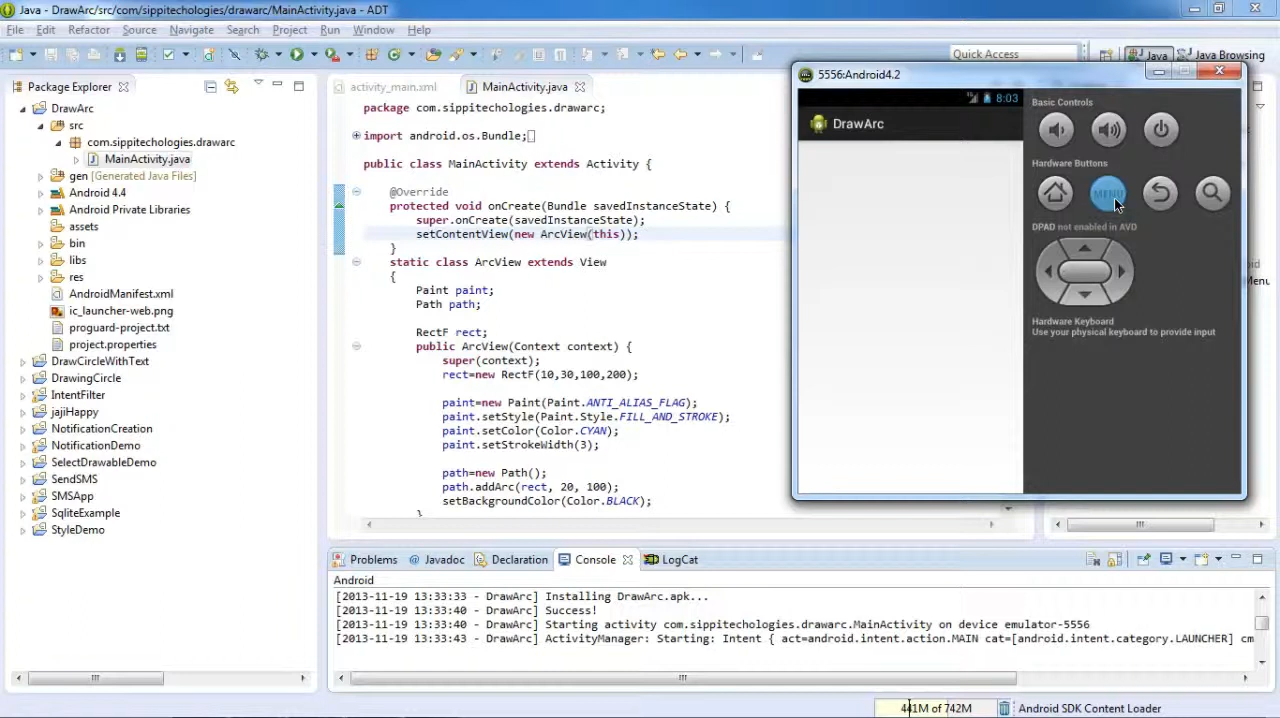 Java - DrawArc/src/com/sippitechologies/drawarc/MainActivity.java - ADT
File Edit Refactor Source Navigate Search Project Run Window Help
Quick Access
Java
Java Browsing
Package Explorer
DrawArc
src
com.sippitechologies.drawarc
MainActivity.java
gen [Generated Java Files]
Android 4.4
Android Private Libraries
assets
bin
libs
res
AndroidManifest.xml
ic_launcher-web.png
proguard-project.txt
project.properties
DrawCircleWithText
DrawingCircle
IntentFilter
jajiHappy
NotificationCreation
NotificationDemo
SelectDrawableDemo
SendSMS
SMSApp
SqliteExample
StyleDemo
activity_main.xml
MainActivity.java
package com.sippitechologies.drawarc;
import android.os.Bundle;
public class MainActivity extends Activity {
@Override
protected void onCreate(Bundle savedInstanceState) {
super.onCreate(savedInstanceState);
setContentView(new ArcView(this));
}
static class ArcView extends View
{
Paint paint;
Path path;
RectF rect;
public ArcView(Context context) {
super(context);
rect=new RectF(10,30,100,200);
paint=new Paint(Paint.ANTI_ALIAS_FLAG);
paint.setStyle(Paint.Style.FILL_AND_STROKE);
paint.setColor(Color.CYAN);
paint.setStrokeWidth(3);
path=new Path();
path.addArc(rect, 20, 100);
setBackgroundColor(Color.BLACK);
}
5556:Android4.2
8:03
DrawArc
Basic Controls
Hardware Buttons
MENU
DPAD not enabled in AVD
Hardware Keyboard
Use your physical keyboard to provide input
Menu
Problems
@ Javadoc
Declaration
Console
LogCat
Android
[2013-11-19 13:33:33 - DrawArc] Installing DrawArc.apk...
[2013-11-19 13:33:40 - DrawArc] Success!
[2013-11-19 13:33:40 - DrawArc] Starting activity com.sippitechologies.drawarc.MainActivity on device emulator-5556
[2013-11-19 13:33:43 - DrawArc] ActivityManager: Starting: Intent { act=android.intent.action.MAIN cat=[android.intent.category.LAUNCHER] cm
441M of 742M
Android SDK Content Loader